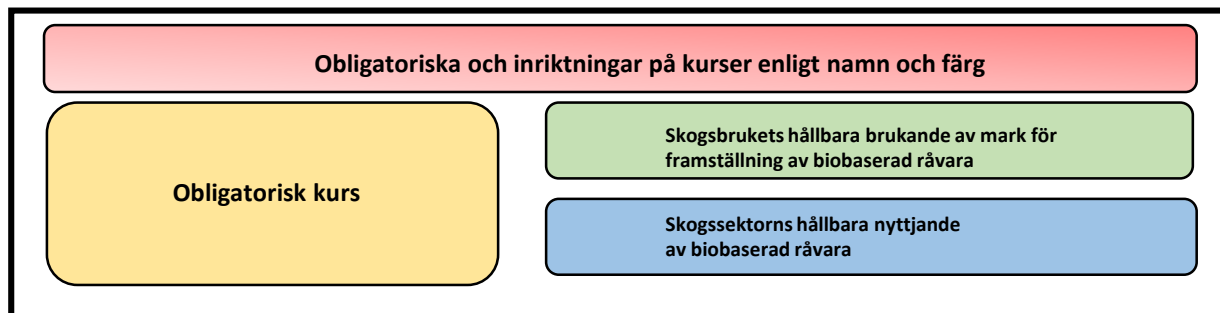 Obligatoriska och inriktningar på kurser enligt namn och färg
Obligatorisk kurs
Skogsbrukets hållbara brukande av mark för
framställning av biobaserad råvara
Skogssektorns hållbara nyttjande
av biobaserad råvara